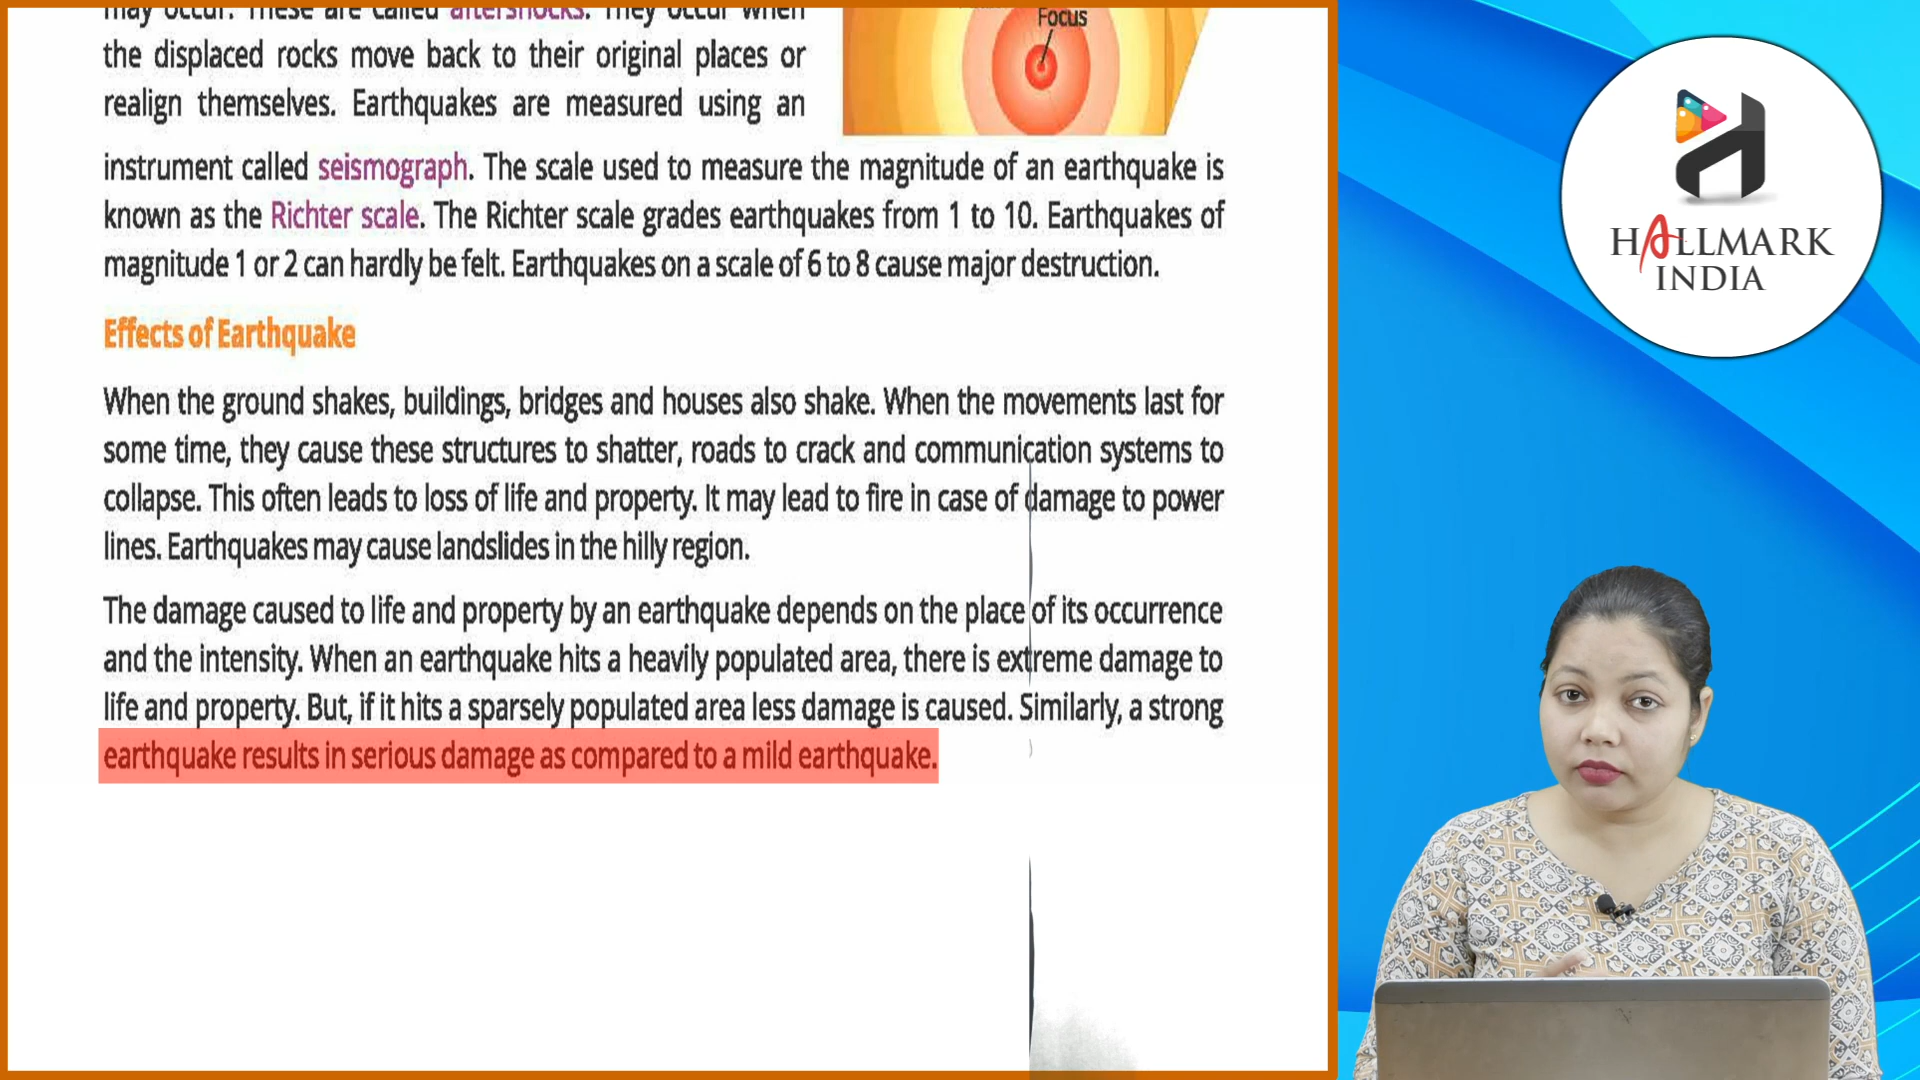 may occur. These are called aftershocks. They occur when
the displaced rocks move back to their original places or
realign themselves. Earthquakes are measured using an
instrument called seismograph. The scale used to measure the magnitude of an earthquake is
known as the Richter scale. The Richter scale grades earthquakes from 1 to 10. Earthquakes of
magnitude 1 or 2 can hardly be felt. Earthquakes on a scale of 6 to 8 cause major destruction.
Effects of Earthquake
When the ground shakes, buildings, bridges and houses also shake. When the movements last for
some time, they cause these structures to shatter, roads to crack and communication systems to
collapse. This often leads to loss of life and property. It may lead to fire in case of damage to power
lines. Earthquakes may cause landslides in the hilly region.
The damage caused to life and property by an earthquake depends on the place of its occurrence
and the intensity. When an earthquake hits a heavily populated area, there is extreme damage to
life and property. But, if it hits a sparsely populated area less damage is caused. Similarly, a strong
earthquake results in serious damage as compared to a mild earthquake.
Focus
HALLMARK
INDIA